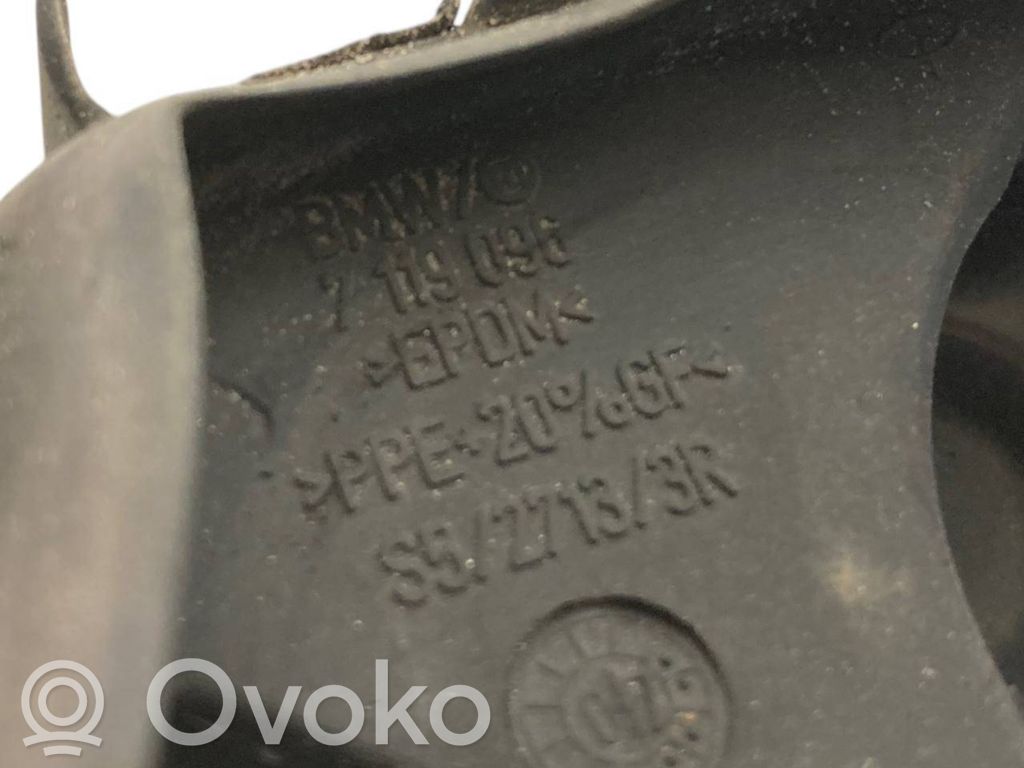 BMW/
7 119 096
>EPDM<
>PPE+20%GF<
S5/2713/3R
Ovoko